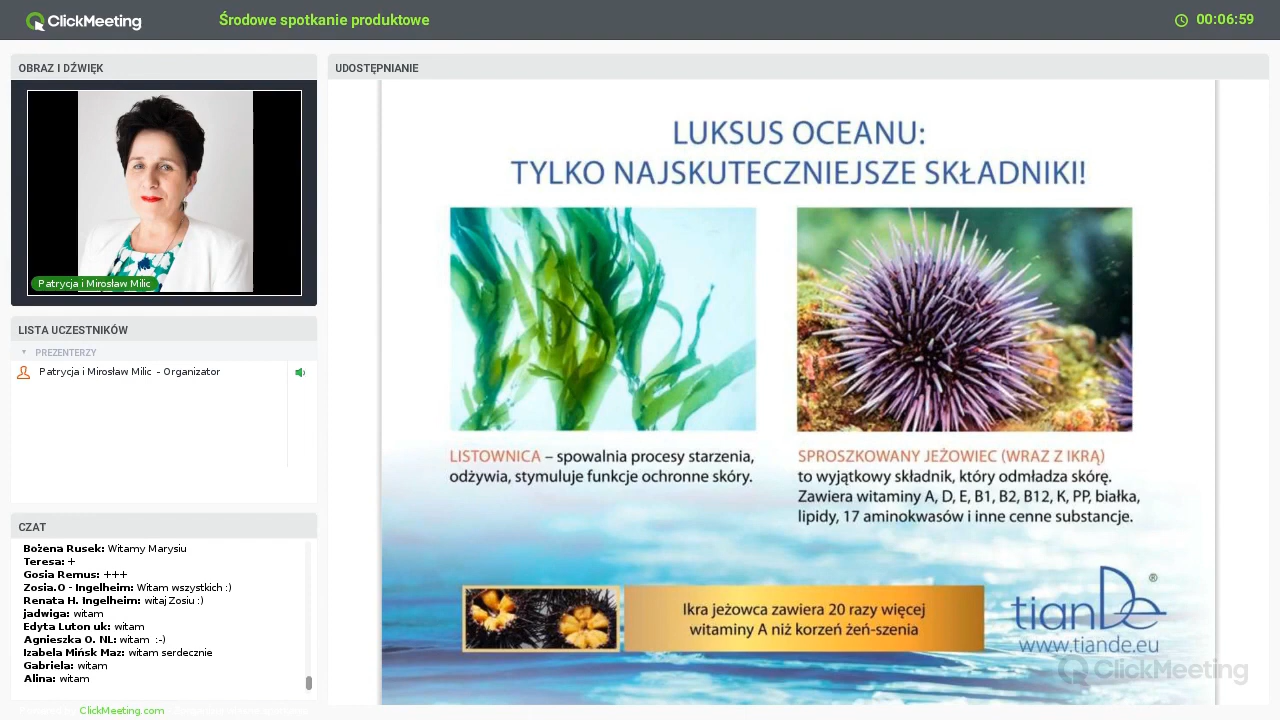 ClickMeeting
Środowe spotkanie produktowe
00:06:59
OBRAZ I DŹWIĘK
Patrycja i Mirosław Milic
LISTA UCZESTNIKÓW
PREZENTERZY
Patrycja i Mirosław Milic - Organizator
CZAT
Bożena Rusek: Witamy Marysiu
Teresa: +
Gosia Remus: +++
Zosia.O - Ingelheim: Witam wszystkich :)
Renata H. Ingelheim: witaj Zosiu :)
jadwiga: witam
Edyta Luton uk: witam
Agnieszka O. NL: witam :-)
Izabela Mińsk Maz: witam serdecznie
Gabriela: witam
Alina: witam
ClickMeeting.com
UDOSTĘPNIANIE
LUKSUS OCEANU:
TYLKO NAJSKUTECZNIEJSZE SKŁADNIKI!
LISTOWNICA – spowalnia procesy starzenia,
odżywia, stymuluje funkcje ochronne skóry.
SPROSZKOWANY JEŻOWIEC (WRAZ Z IKRĄ)
to wyjątkowy składnik, który odmładza skórę.
Zawiera witaminy A, D, E, B1, B2, B12, K, PP, białka,
lipidy, 17 aminokwasów i inne cenne substancje.
Ikra jeżowca zawiera 20 razy więcej
witaminy A niż korzeń żeń-szenia
tianDe®
www.tiande.eu
ClickMeeting